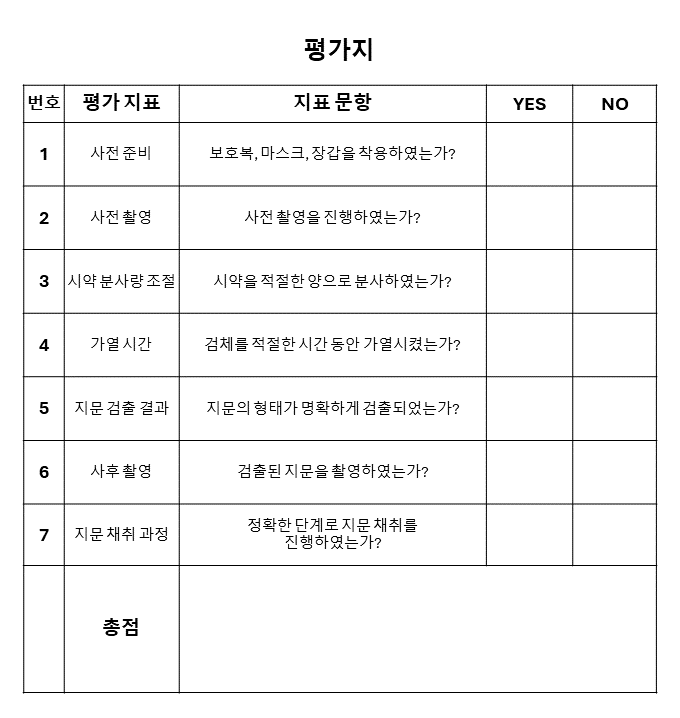 평가지
번호 평가 지표 지표 문항 YES NO
1 사전 준비 보호복, 마스크, 장갑을 착용하였는가?
2 사전 촬영 사전 촬영을 진행하였는가?
3 시약 분사량 조절 시약을 적절한 양으로 분사하였는가?
4 가열 시간 검체를 적절한 시간 동안 가열시켰는가?
5 지문 검출 결과 지문의 형태가 명확하게 검출되었는가?
6 사후 촬영 검출된 지문을 촬영하였는가?
7 지문 채취 과정 정확한 단계로 지문 채취를
진행하였는가?
총점